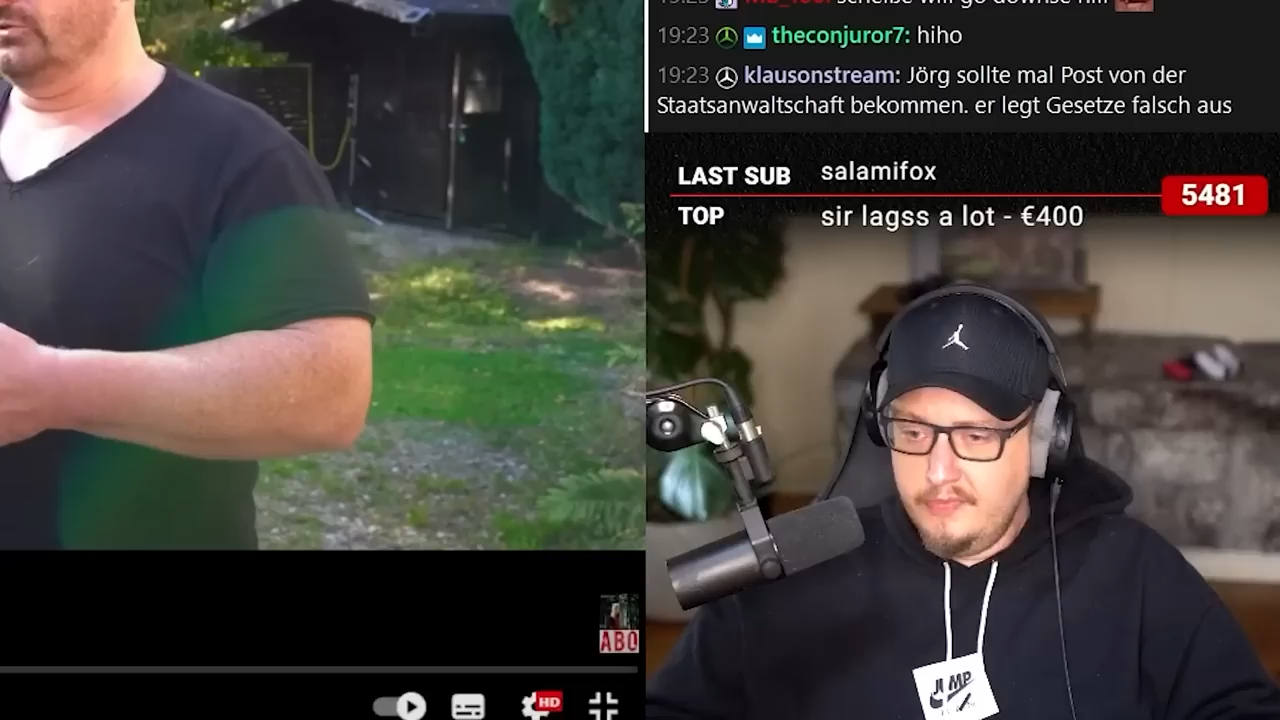 theconjuror7: hiho
19:23
19:23 klausonstream: Jörg sollte mal Post von der
Staatsanwaltschaft bekommen. er legt Gesetze falsch aus
LAST SUB salamifox
5481
TOP sir lagss a lot - €400
ABO
HD
JUMP